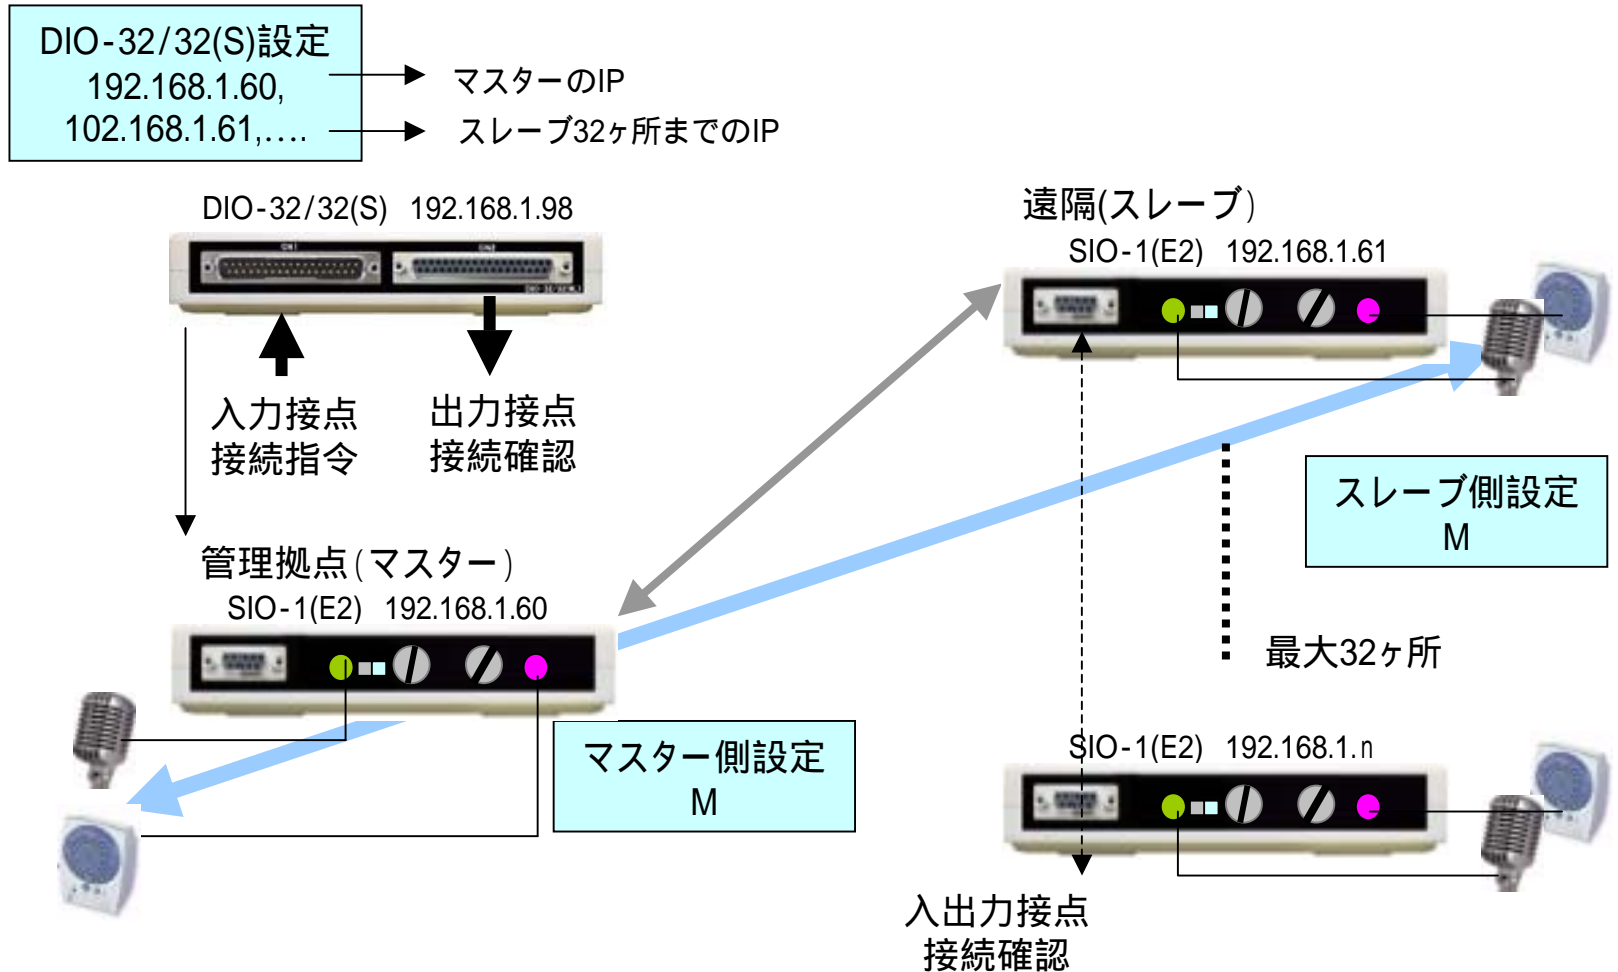 DIO-32/32(S)設定
192.168.1.60,
102.168.1.61,....
マスターのIP
スレーブ32ヶ所までのIP
DIO-32/32(S) 192.168.1.98
CN1
CN2
入力接点
接続指令
出力接点
接続確認
遠隔(スレーブ)
SIO-1(E2) 192.168.1.61
スレーブ側設定
M
管理拠点(マスター)
SIO-1(E2) 192.168.1.60
マスター側設定
M
最大32ヶ所
SIO-1(E2) 192.168.1.n
入出力接点
接続確認